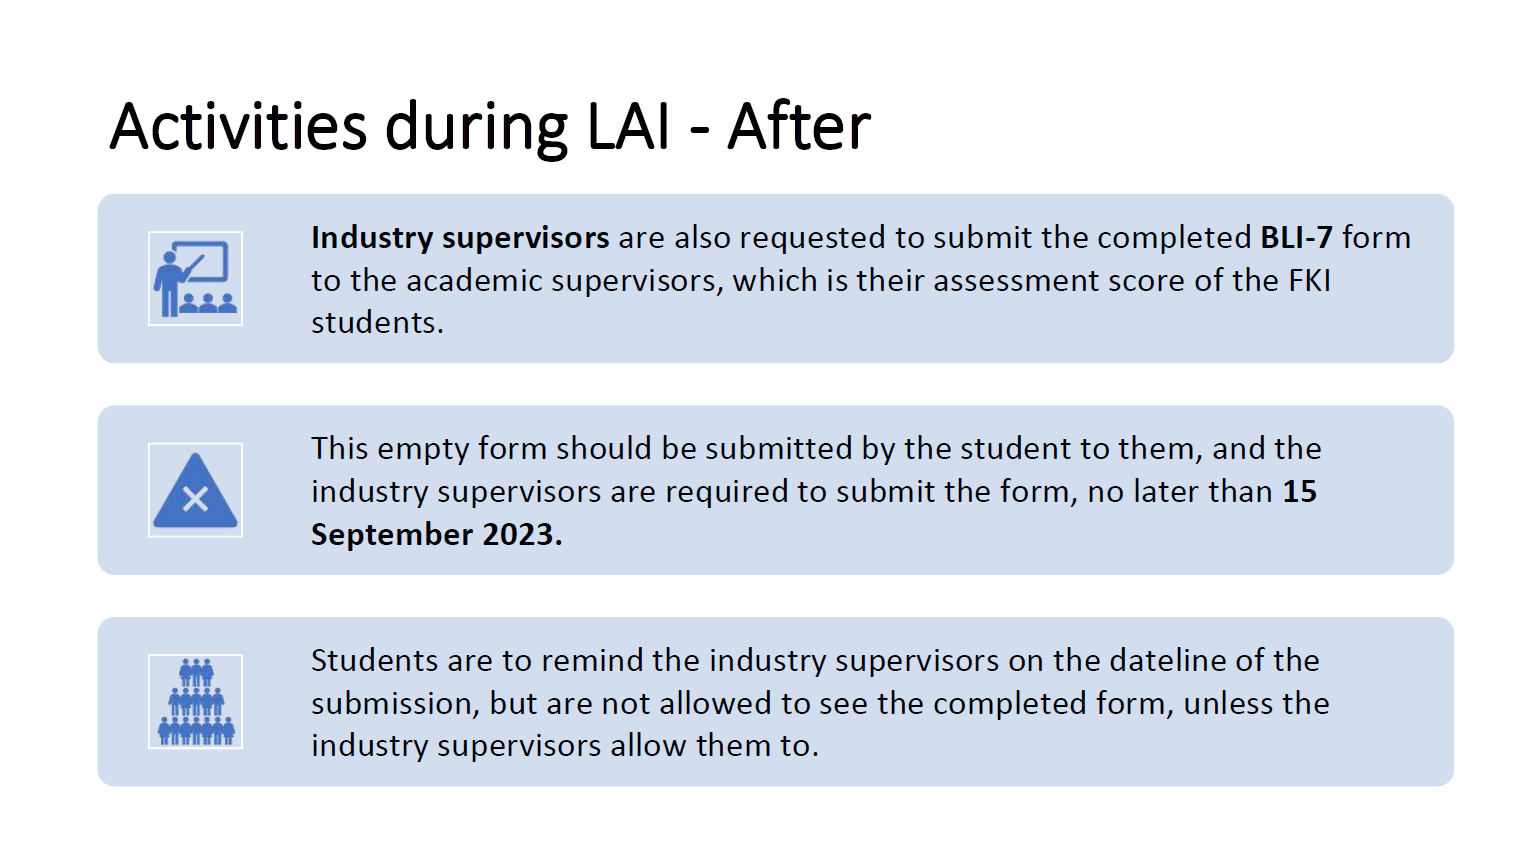 Activities during LAI - After
Industry supervisors are also requested to submit the completed BLI-7 form
to the academic supervisors, which is their assessment score of the FKI
students.
This empty form should be submitted by the student to them, and the
industry supervisors are required to submit the form, no later than 15
September 2023.
Students are to remind the industry supervisors on the dateline of the
submission, but are not allowed to see the completed form, unless the
industry supervisors allow them to.